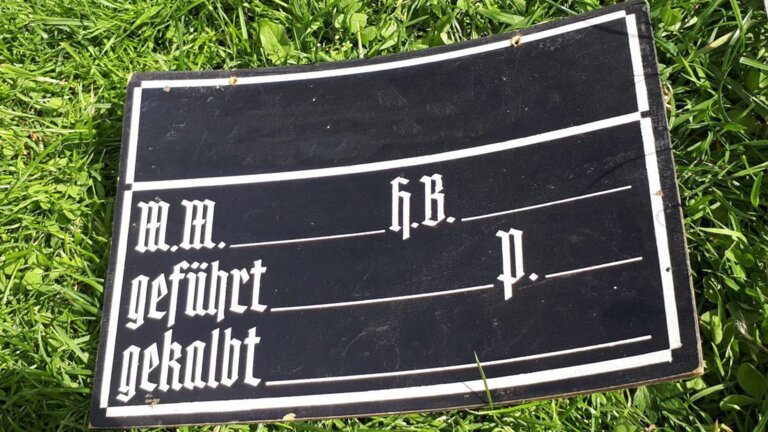 M.M. h.B.
geführt p.
gekalbt